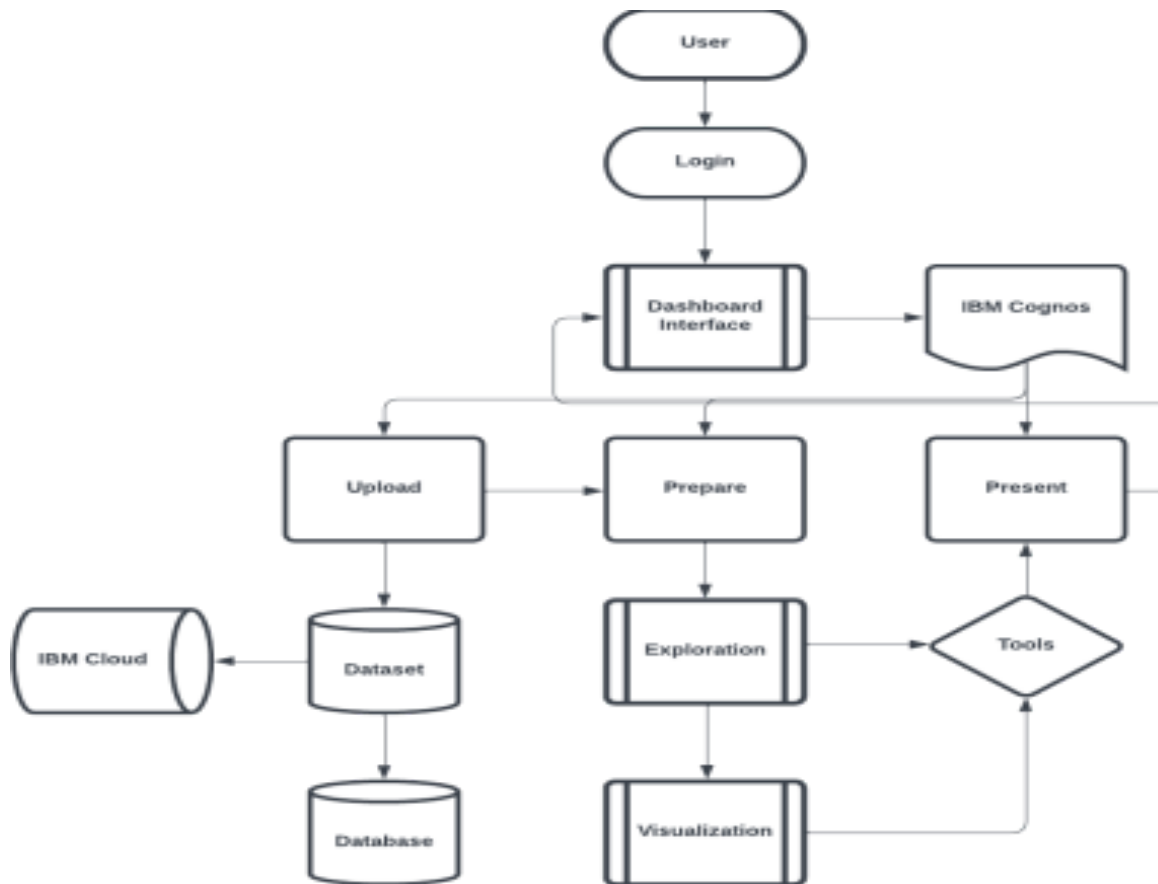 User
Login
Dashboard
Interface
IBM Cognos
Upload
Prepare
Present
IBM Cloud
Dataset
Exploration
Tools
Database
Visualization